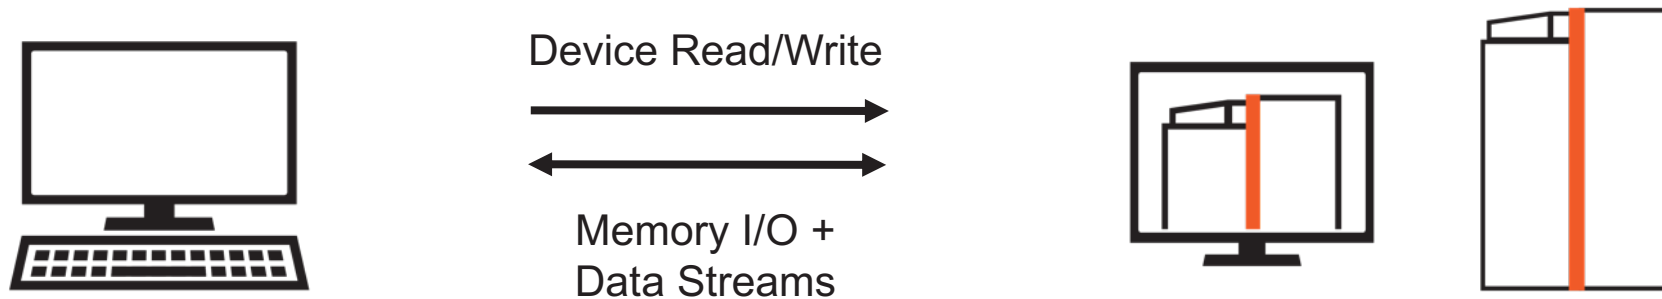 Device Read/Write
Memory I/O +
Data Streams